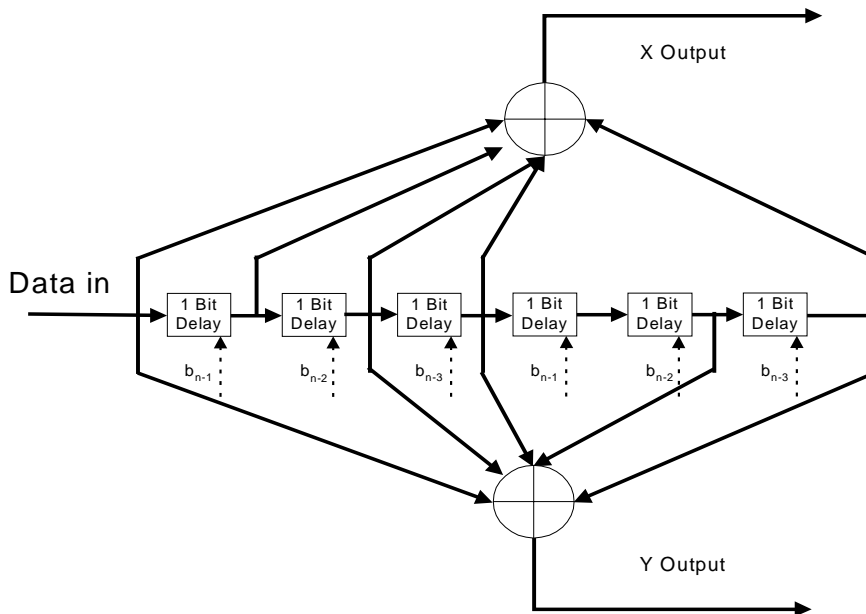 X Output
Data in
1 Bit
Delay
1 Bit
Delay
1 Bit
Delay
1 Bit
Delay
1 Bit
Delay
1 Bit
Delay
bn-1
bn-2
bn-3
bn-1
bn-2
bn-3
Y Output